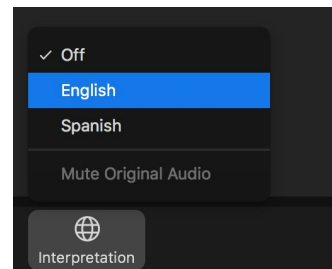 ✓ Off
English
Spanish
Mute Original Audio
Interpretation